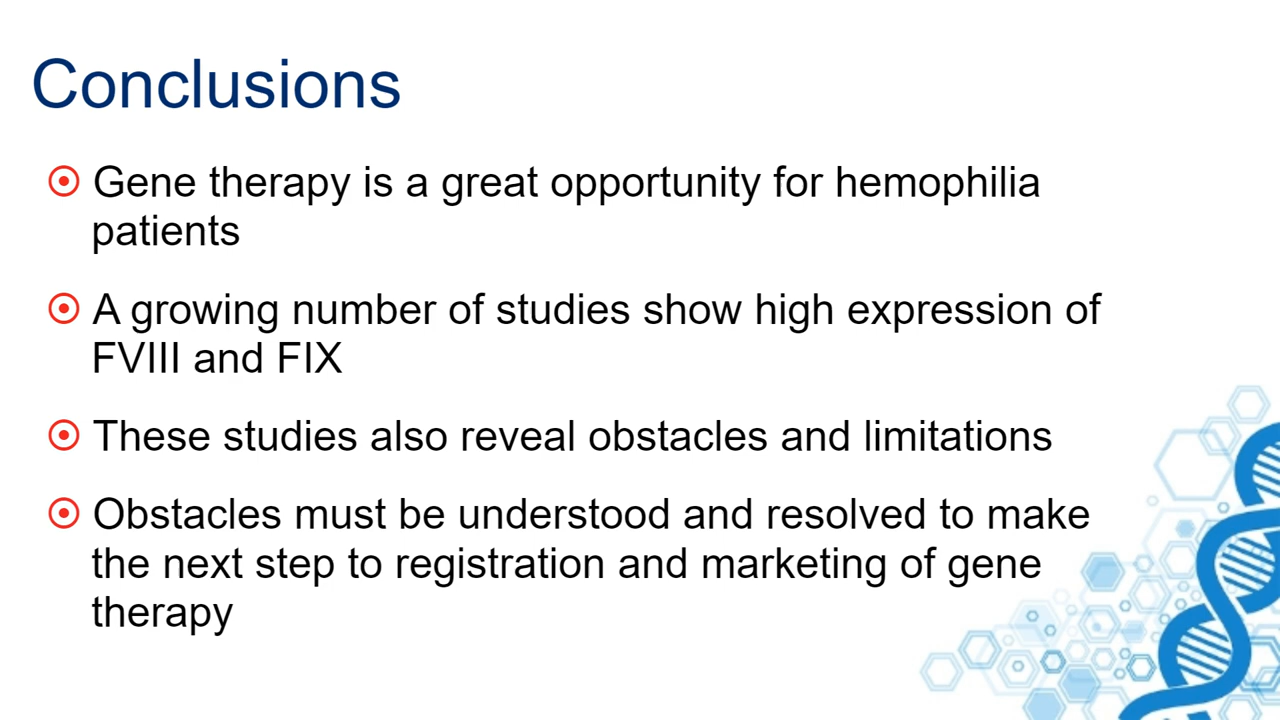 Conclusions
Gene therapy is a great opportunity for hemophilia
patients
A growing number of studies show high expression of
FVIII and FIX
These studies also reveal obstacles and limitations
Obstacles must be understood and resolved to make
the next step to registration and marketing of gene
therapy